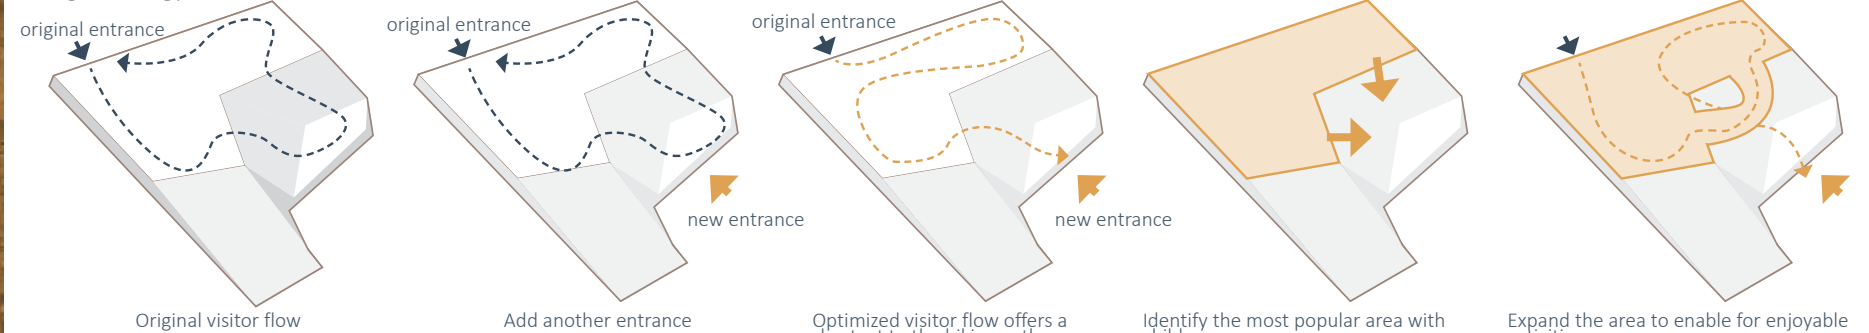 original entrance
original entrance
original entrance
new entrance
new entrance
Original visitor flow
Add another entrance
Optimized visitor flow offers a
Identify the most popular area with
Expand the area to enable for enjoyable